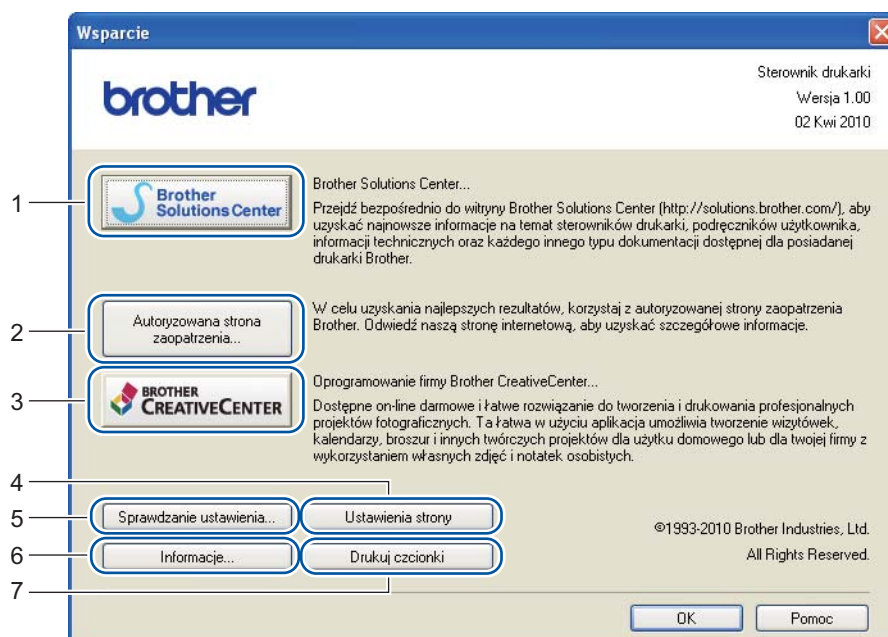 Wsparcie
brother
Sterownik drukarki
Wersja 1.00
02 Kwi 2010
1
Brother
Solutions Center
Brother Solutions Center...
Przejdź bezpośrednio do witryny Brother Solutions Center (http://solutions.brother.com/), aby
uzyskać najnowsze informacje na temat sterowników drukarki, podręczników użytkownika,
informacji technicznych oraz każdego innego typu dokumentacji dostępnej dla posiadanej
drukarki Brother.
2
Autoryzowana strona
zaopatrzenia...
W celu uzyskania najlepszych rezultatów, korzystaj z autoryzowanej strony zaopatrzenia
Brother. Odwiedź naszą stronę internetową, aby uzyskać szczegółowe informacje.
3
BROTHER
CREATIVECENTER
Oprogramowanie firmy Brother CreativeCenter...
Dostępne on-line darmowe i łatwe rozwiązanie do tworzenia i drukowania profesjonalnych
projektów fotograficznych. Ta łatwa w użyciu aplikacja umożliwia tworzenie wizytówek,
kalendarzy, broszur i innych twórczych projektów dla użytku domowego lub dla twojej firmy z
wykorzystaniem własnych zdjęć i notatek osobistych.
4
5
Sprawdzanie ustawienia...
Ustawienia strony
©1993-2010 Brother Industries, Ltd.
6
Informacje...
Drukuj czcionki
All Rights Reserved.
7
OK
Pomoc